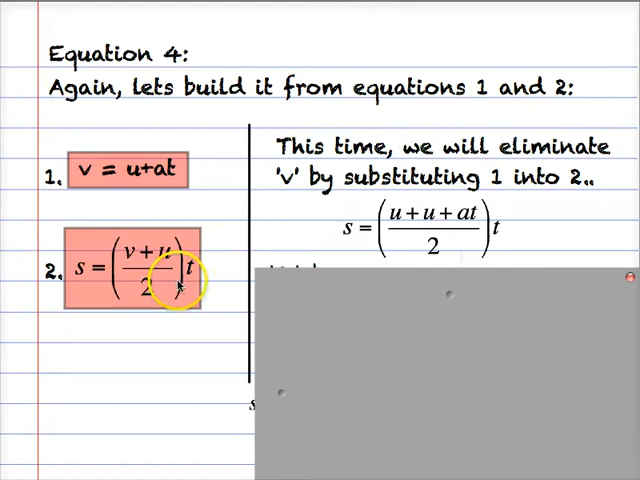 Equation 4:
Again, lets build it from equations 1 and 2:
1. v = u+at
2. s = (v + u / 2) t
This time, we will eliminate
'v' by substituting 1 into 2..
s = (u + u + at / 2) t
s